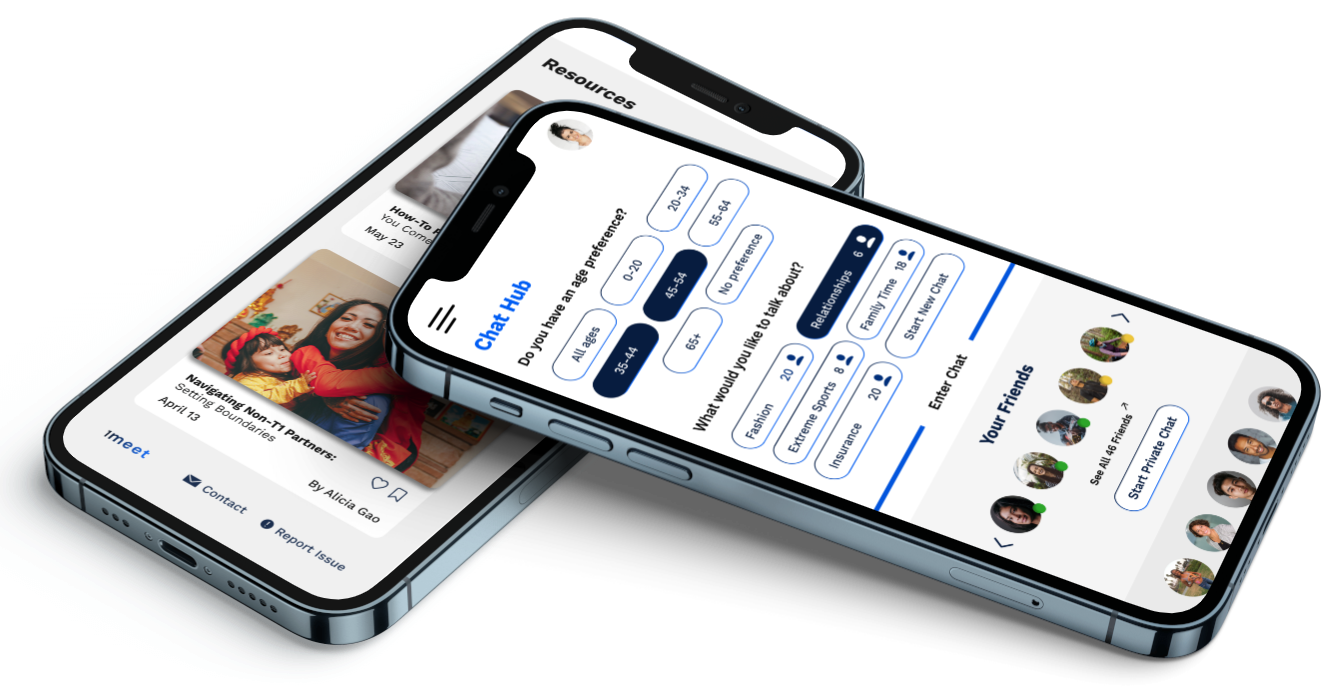 Resources
How-To
You Come
May 23
Navigating Non-T1 Partners:
Setting Boundaries
April 13
By Alicia Gao
1meet
Contact
Report Issue
Chat Hub
Do you have an age preference?
All ages
0-20
20-34
35-44
45-54
55-64
65+
No preference
What would you like to talk about?
Fashion 20
Relationships 6
Extreme Sports 8
Family Time 18
Insurance 20
Start New Chat
Enter Chat
Your Friends
See All 46 Friends
Start Private Chat